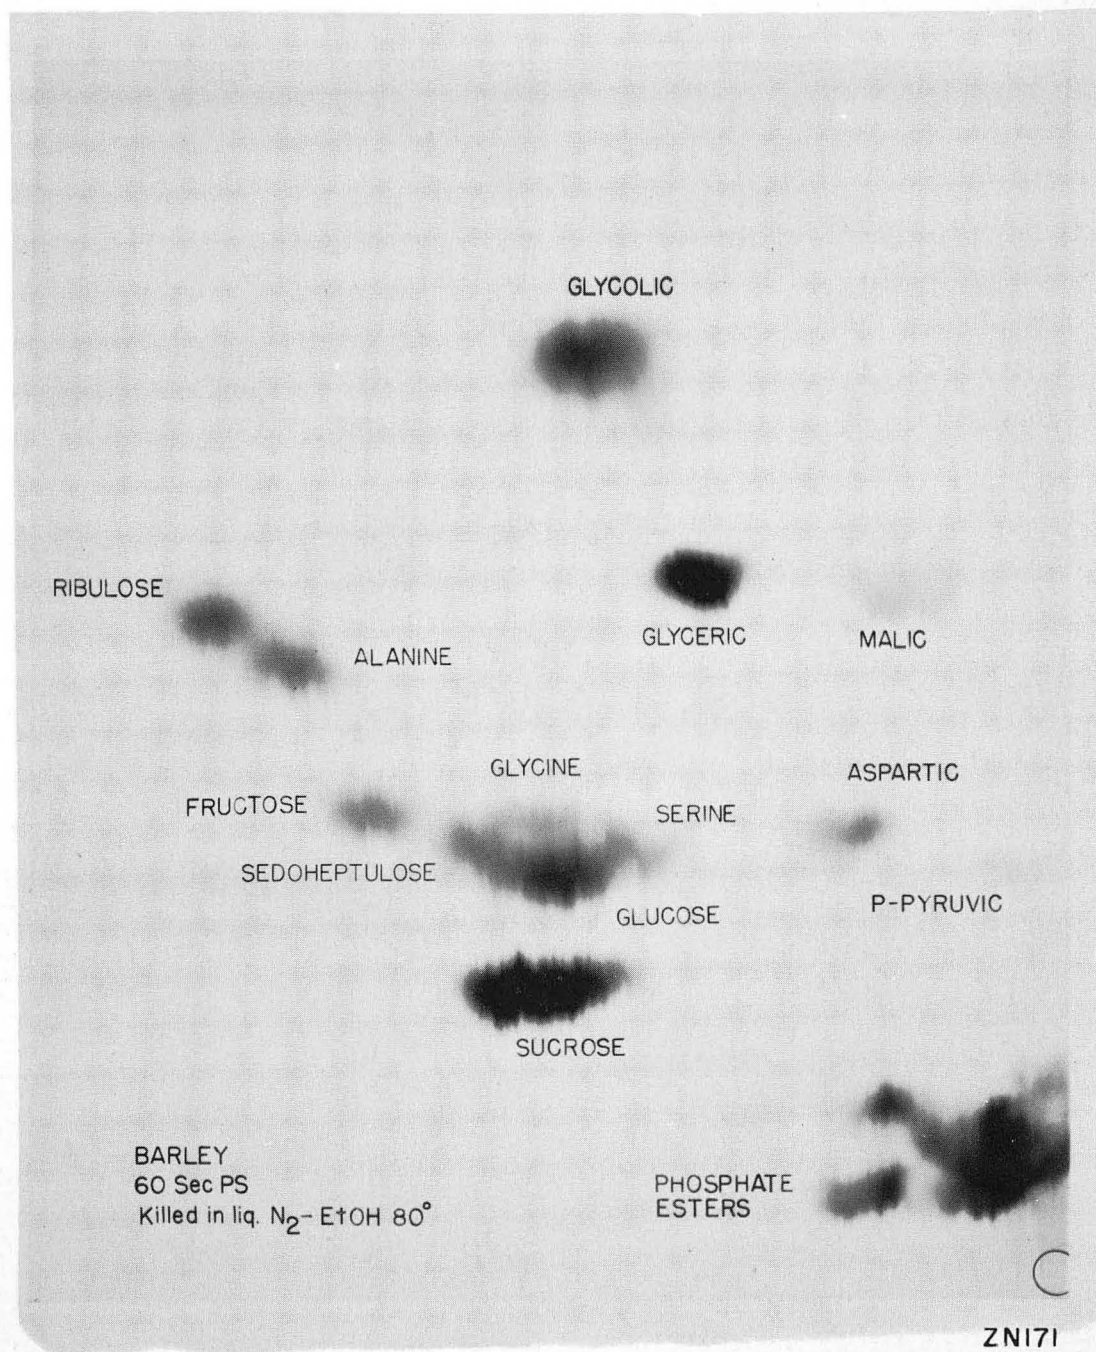 GLYCOLIC
RIBULOSE
GLYCERIC
MALIC
ALANINE
GLYCINE
ASPARTIC
FRUCTOSE
SERINE
SEDOHEPTULOSE
P-PYRUVIC
GLUCOSE
SUCROSE
BARLEY
60 Sec PS
Killed in liq. N2-EtOH 80°
PHOSPHATE
ESTERS
ZN171